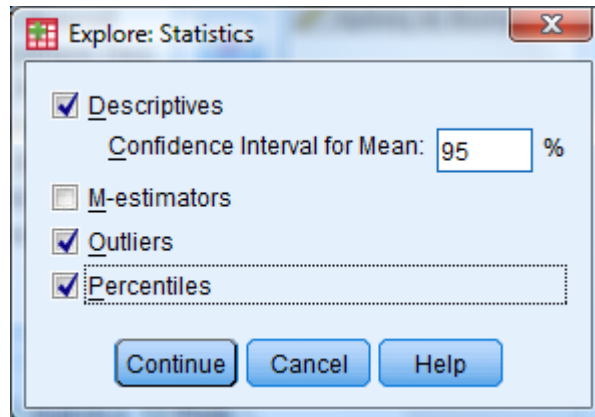 Explore: Statistics
Descriptives
Confidence Interval for Mean: 95 %
M-estimators
Outliers
Percentiles
Continue Cancel Help